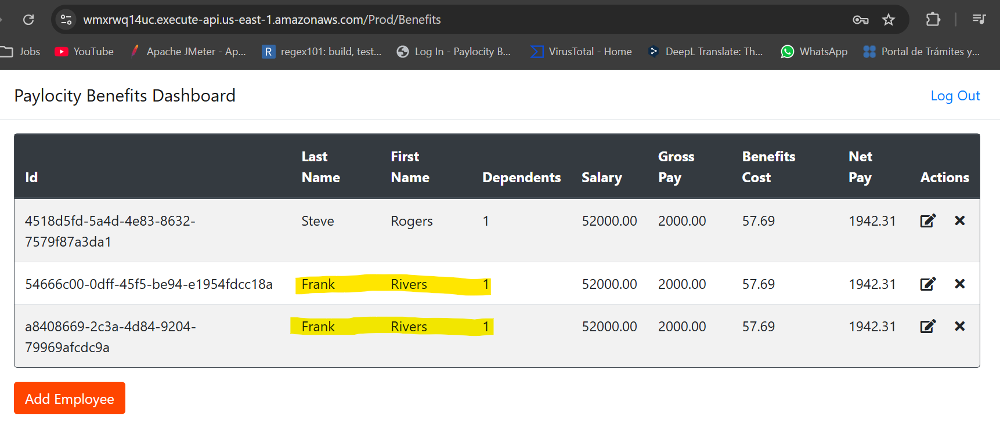 wmxrwq14uc.execute-api.us-east-1.amazonaws.com/Prod/Benefits
Jobs YouTube Apache JMeter - Ap... R regex101: build, test... Log In - Paylocity B... VirusTotal - Home DeepL Translate: Th... WhatsApp Portal de Trámites y...
Paylocity Benefits Dashboard Log Out
Id Last Name First Name Dependents Salary Gross Pay Benefits Cost Net Pay Actions
4518d5fd-5a4d-4e83-8632-7579f87a3da1 Steve Rogers 1 52000.00 2000.00 57.69 1942.31
54666c00-0dff-45f5-be94-e1954fdcc18a Frank Rivers 1 52000.00 2000.00 57.69 1942.31
a8408669-2c3a-4d84-9204-79969afcdc9a Frank Rivers 1 52000.00 2000.00 57.69 1942.31
Add Employee